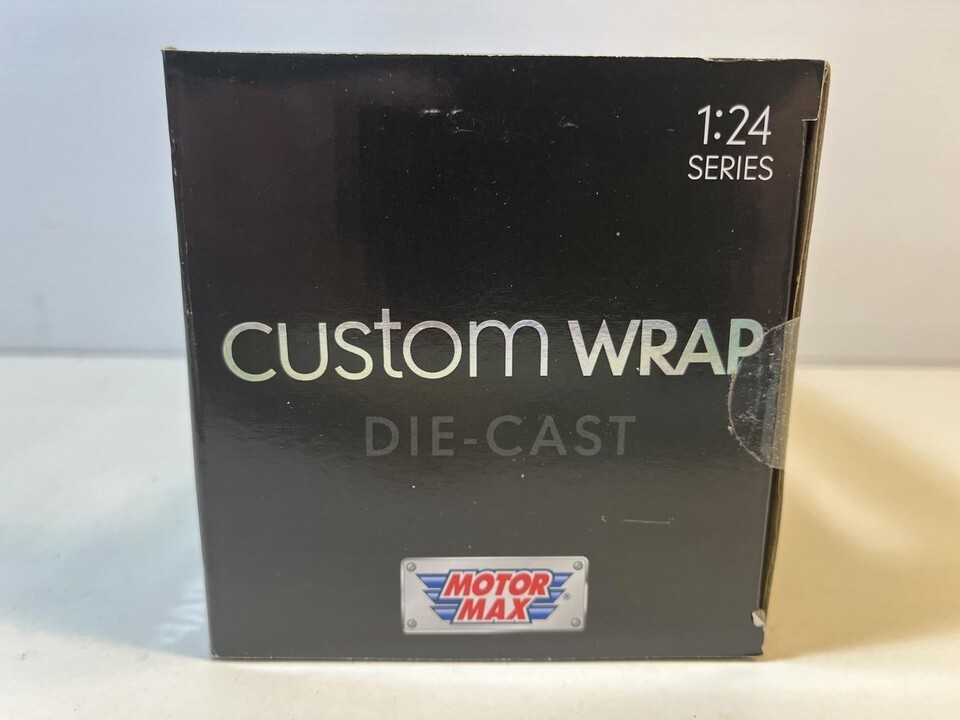 1:24
SERIES
custom WRAP
DIE-CAST
MOTOR
MAX
®